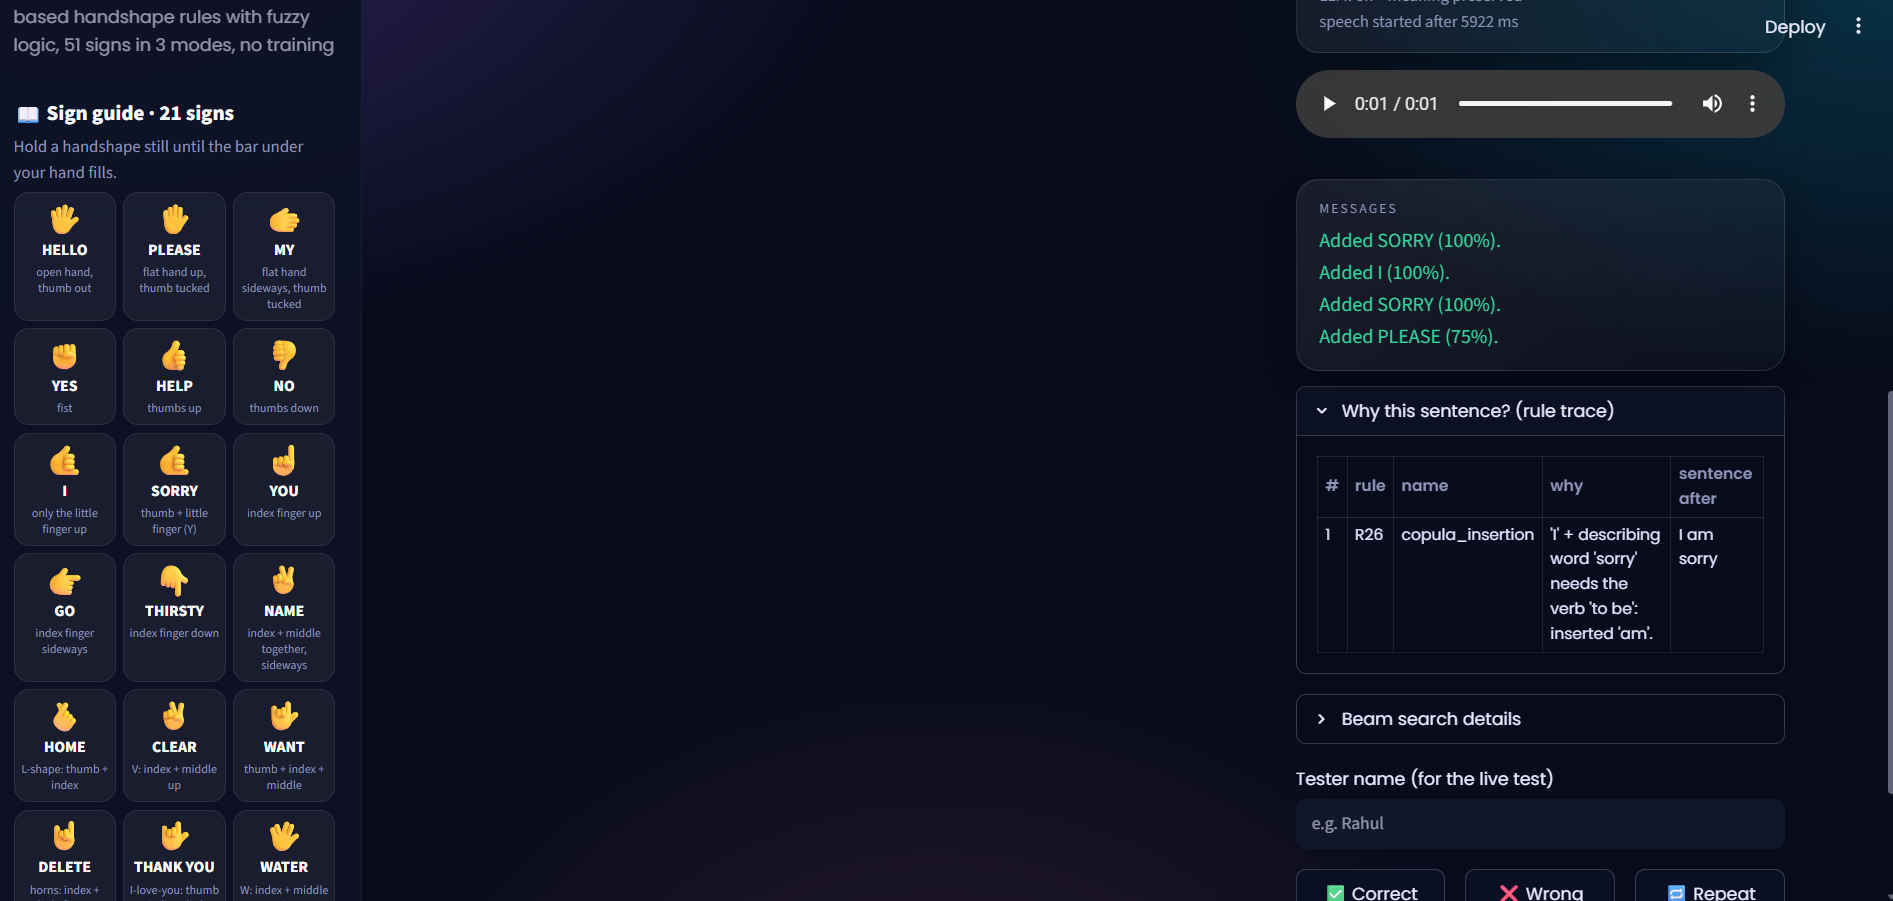 based handshape rules with fuzzy
logic, 51 signs in 3 modes, no training
Sign guide · 21 signs
Hold a handshape still until the bar under
your hand fills.
HELLO
open hand,
thumb out
PLEASE
flat hand up,
thumb tucked
MY
flat hand
sideways, thumb
tucked
YES
fist
HELP
thumbs up
NO
thumbs down
I
only the little
finger up
SORRY
thumb + little
finger (Y)
YOU
index finger up
GO
index finger
sideways
THIRSTY
index finger down
NAME
index + middle
together,
sideways
HOME
L-shape: thumb +
index
CLEAR
V: index + middle
up
WANT
thumb + index +
middle
DELETE
horns: index +
THANK YOU
I-love-you: thumb
WATER
W: index + middle
speech started after 5922 ms
Deploy
0:01 / 0:01
MESSAGES
Added SORRY (100%).
Added I (100%).
Added SORRY (100%).
Added PLEASE (75%).
Why this sentence? (rule trace)
# rule name why sentence
after
1 R26 copula_insertion 'I' + describing I am
word 'sorry' sorry
needs the
verb 'to be':
inserted 'am'.
Beam search details
Tester name (for the live test)
e.g. Rahul
Correct
Wrong
Repeat